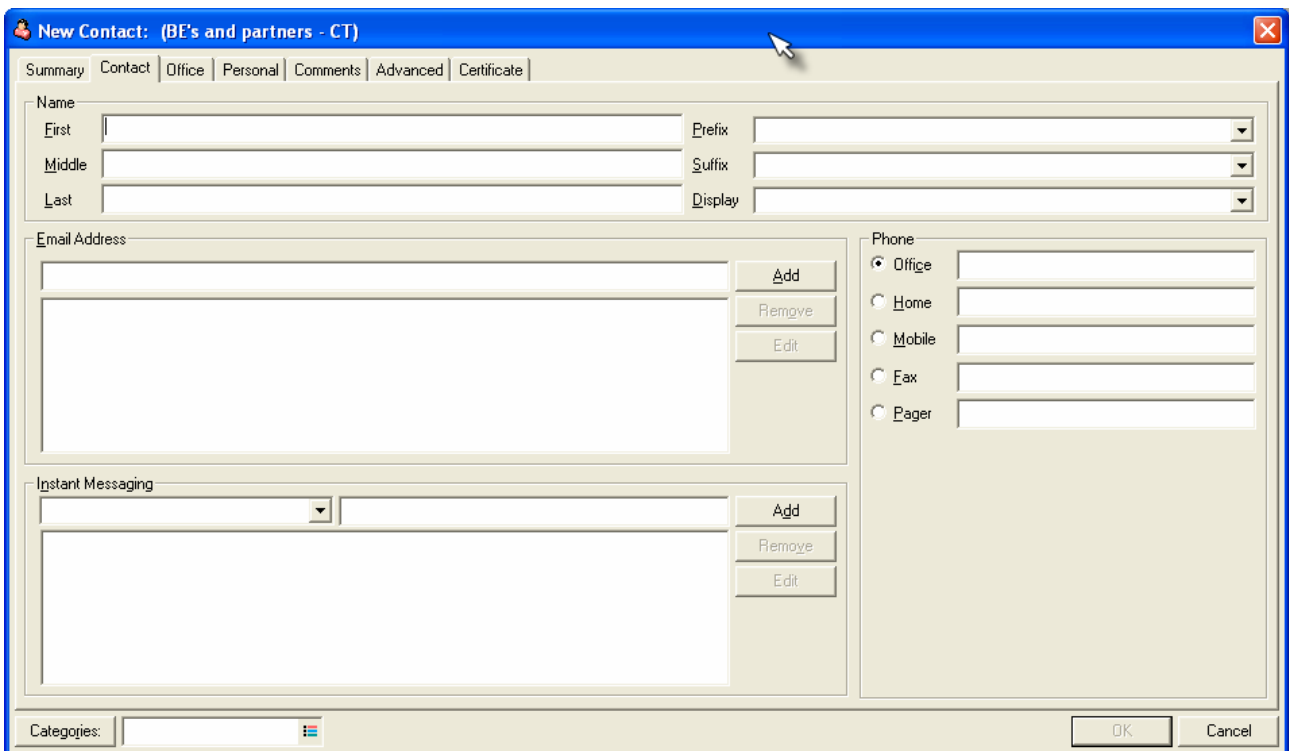 New Contact: (BE's and partners - CT)
Summary Contact Office Personal Comments Advanced Certificate
Name
First
Prefix
Middle
Suffix
Last
Display
Email Address
Add
Remove
Edit
Phone
Office
Home
Mobile
Fax
Pager
Instant Messaging
Add
Remove
Edit
Categories:
OK
Cancel